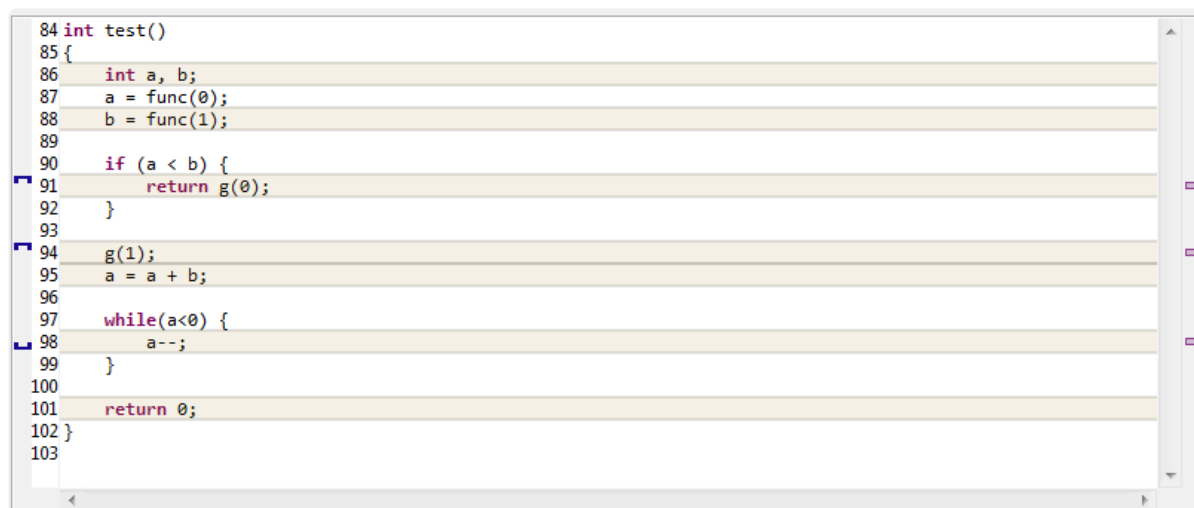 84 int test()
85 {
86     int a, b;
87     a = func(0);
88     b = func(1);
89
90     if (a < b) {
91         return g(0);
92     }
93
94     g(1);
95     a = a + b;
96
97     while(a<0) {
98         a--;
99     }
100
101     return 0;
102 }
103